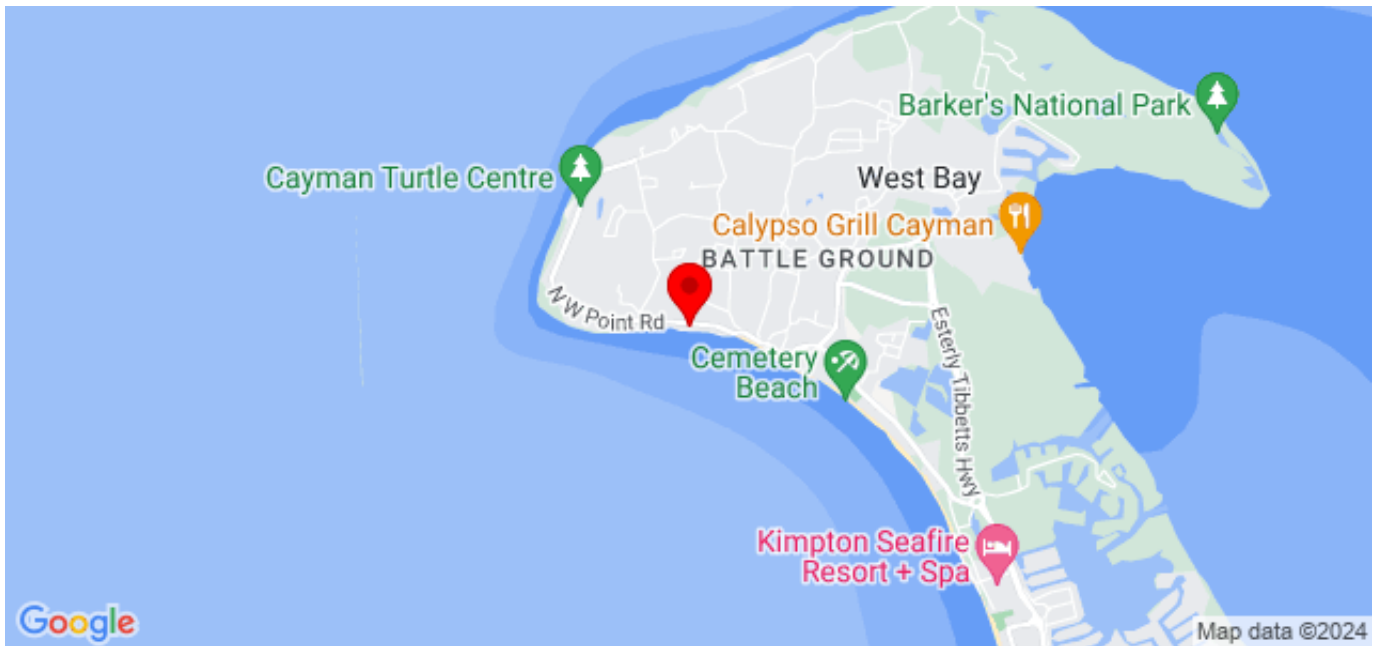 Barker's National Park
Cayman Turtle Centre
West Bay
Calypso Grill Cayman
BATTLE GROUND
N W Point Rd
Esterly Tibbetts Hwy
Cemetery
Beach
Kimpton Seafire
Resort + Spa
Google
Map data ©2024